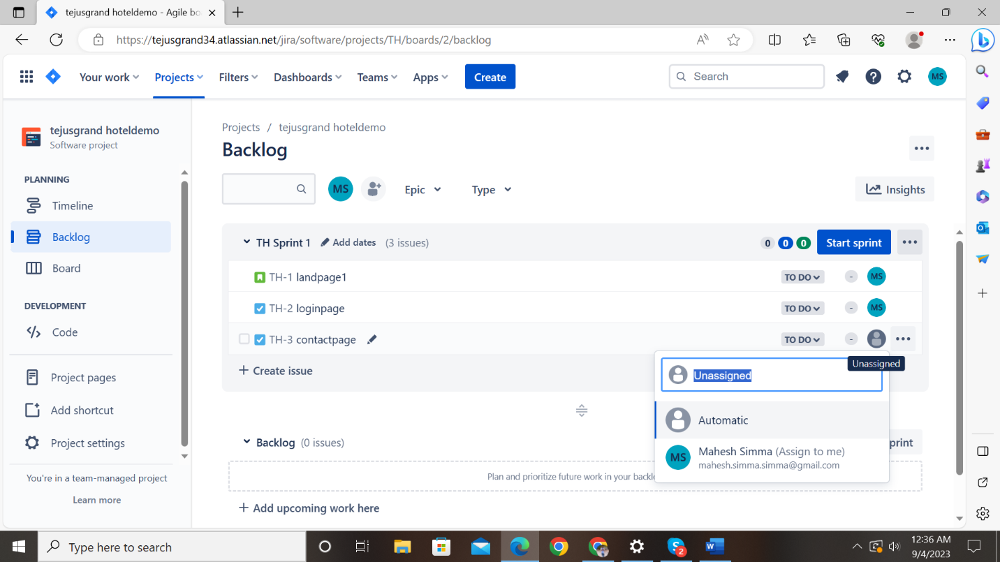 tejusgrand hoteldemo - Agile bo
https://tejusgrand34.atlassian.net/jira/software/projects/TH/boards/2/backlog
Your work Projects Filters Dashboards Teams Apps Create Search MS
tejusgrand hoteldemo
Software project
PLANNING
Timeline
Backlog
Board
DEVELOPMENT
Code
Project pages
Add shortcut
Project settings
You're in a team-managed project
Learn more
Projects / tejusgrand hoteldemo
Backlog
MS Epic Type Insights
TH Sprint 1 Add dates (3 issues) 0 0 0 Start sprint
TH-1 landpage1 TO DO - MS
TH-2 loginpage TO DO - MS
TH-3 contactpage TO DO -
+ Create issue
Unassigned
Unassigned
Automatic
MS Mahesh Simma (Assign to me)
mahesh.simma.simma@gmail.com
Backlog (0 issues) print
Plan and prioritize future work in your backl
+ Add upcoming work here
Type here to search
2
W
12:36 AM
9/4/2023